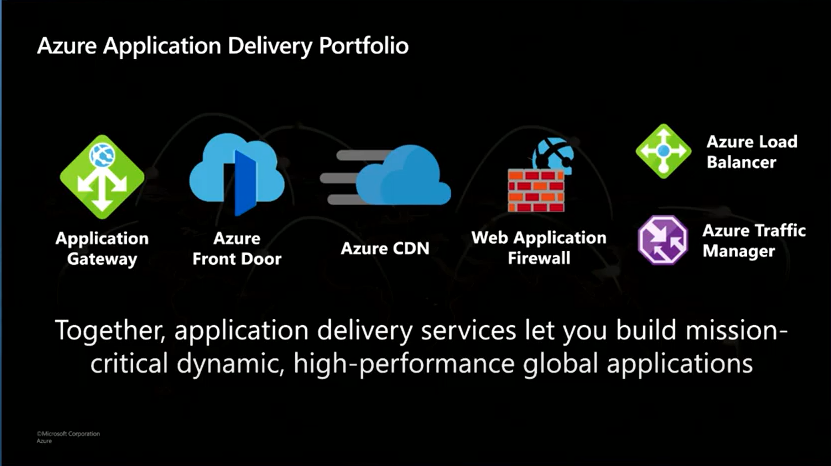 Azure Application Delivery Portfolio
Application
Gateway
Azure
Front Door
Azure CDN
Web Application
Firewall
Azure Load
Balancer
Azure Traffic
Manager
Together, application delivery services let you build mission-
critical dynamic, high-performance global applications
©Microsoft Corporation
Azure